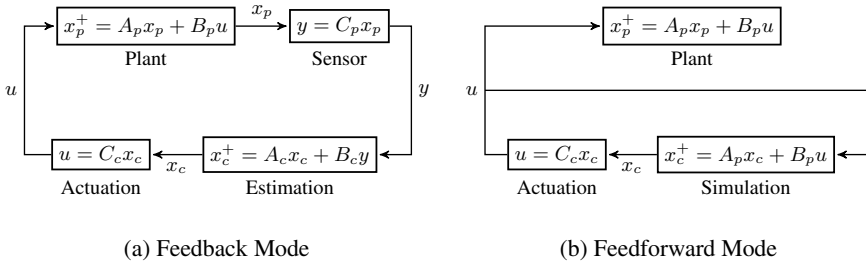 x_p^+ = A_p x_p + B_p u
x_p
y = C_p x_p
Plant
Sensor
u
y
u = C_c x_c
x_c
x_c^+ = A_c x_c + B_c y
Actuation
Estimation
(a) Feedback Mode
x_p^+ = A_p x_p + B_p u
Plant
u
u = C_c x_c
x_c
x_c^+ = A_p x_c + B_p u
Actuation
Simulation
(b) Feedforward Mode